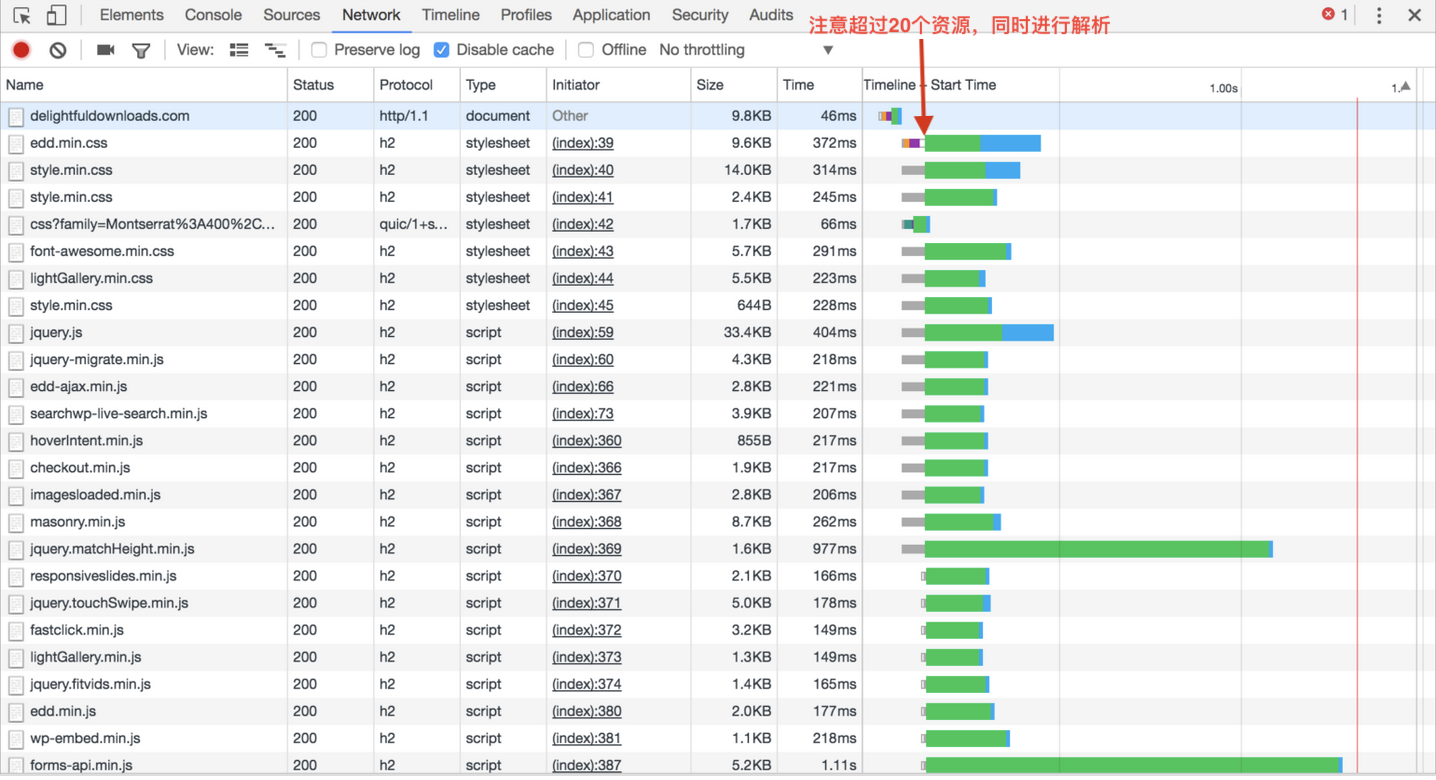 Elements Console Sources Network Timeline Profiles Application Security Audits 1
注意超过20个资源，同时进行解析
View: Preserve log Disable cache Offline No throttling
Name Status Protocol Type Initiator Size Time Timeline – Start Time 1.00s 1.
delightfuldownloads.com 200 http/1.1 document Other 9.8KB 46ms
edd.min.css 200 h2 stylesheet (index):39 9.6KB 372ms
style.min.css 200 h2 stylesheet (index):40 14.0KB 314ms
style.min.css 200 h2 stylesheet (index):41 2.4KB 245ms
css?family=Montserrat%3A400%2C... 200 quic/1+s... stylesheet (index):42 1.7KB 66ms
font-awesome.min.css 200 h2 stylesheet (index):43 5.7KB 291ms
lightGallery.min.css 200 h2 stylesheet (index):44 5.5KB 223ms
style.min.css 200 h2 stylesheet (index):45 644B 228ms
jquery.js 200 h2 script (index):59 33.4KB 404ms
jquery-migrate.min.js 200 h2 script (index):60 4.3KB 218ms
edd-ajax.min.js 200 h2 script (index):66 2.8KB 221ms
searchwp-live-search.min.js 200 h2 script (index):73 3.9KB 207ms
hoverIntent.min.js 200 h2 script (index):360 855B 217ms
checkout.min.js 200 h2 script (index):366 1.9KB 217ms
imagesloaded.min.js 200 h2 script (index):367 2.8KB 206ms
masonry.min.js 200 h2 script (index):368 8.7KB 262ms
jquery.matchHeight.min.js 200 h2 script (index):369 1.6KB 977ms
responsiveslides.min.js 200 h2 script (index):370 2.1KB 166ms
jquery.touchSwipe.min.js 200 h2 script (index):371 5.0KB 178ms
fastclick.min.js 200 h2 script (index):372 3.2KB 149ms
lightGallery.min.js 200 h2 script (index):373 1.3KB 149ms
jquery.fitvids.min.js 200 h2 script (index):374 1.4KB 165ms
edd.min.js 200 h2 script (index):380 2.0KB 177ms
wp-embed.min.js 200 h2 script (index):381 1.1KB 218ms
forms-api.min.js 200 h2 script (index):387 5.2KB 1.11s